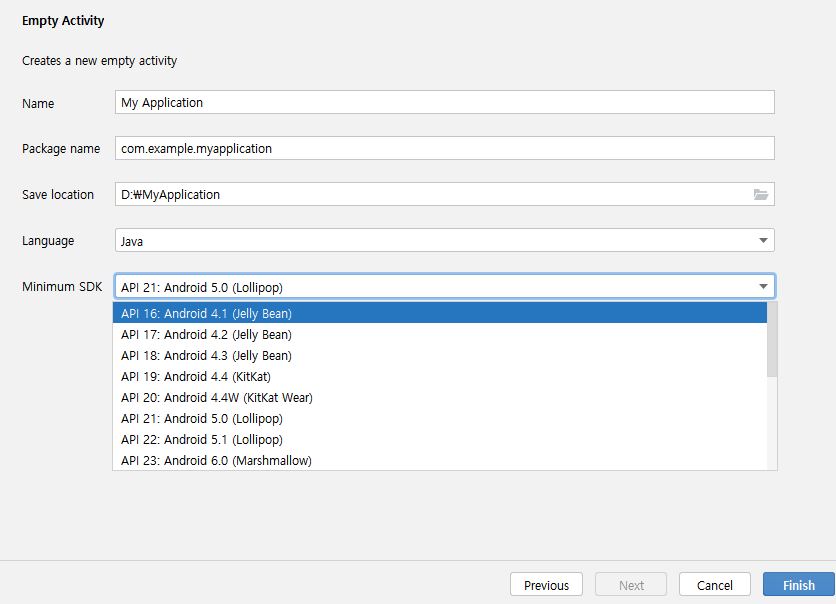 Empty Activity
Creates a new empty activity
Name My Application
Package name com.example.myapplication
Save location D:₩MyApplication
Language Java
Minimum SDK API 21: Android 5.0 (Lollipop)
API 16: Android 4.1 (Jelly Bean)
API 17: Android 4.2 (Jelly Bean)
API 18: Android 4.3 (Jelly Bean)
API 19: Android 4.4 (KitKat)
API 20: Android 4.4W (KitKat Wear)
API 21: Android 5.0 (Lollipop)
API 22: Android 5.1 (Lollipop)
API 23: Android 6.0 (Marshmallow)
Previous Next Cancel Finish